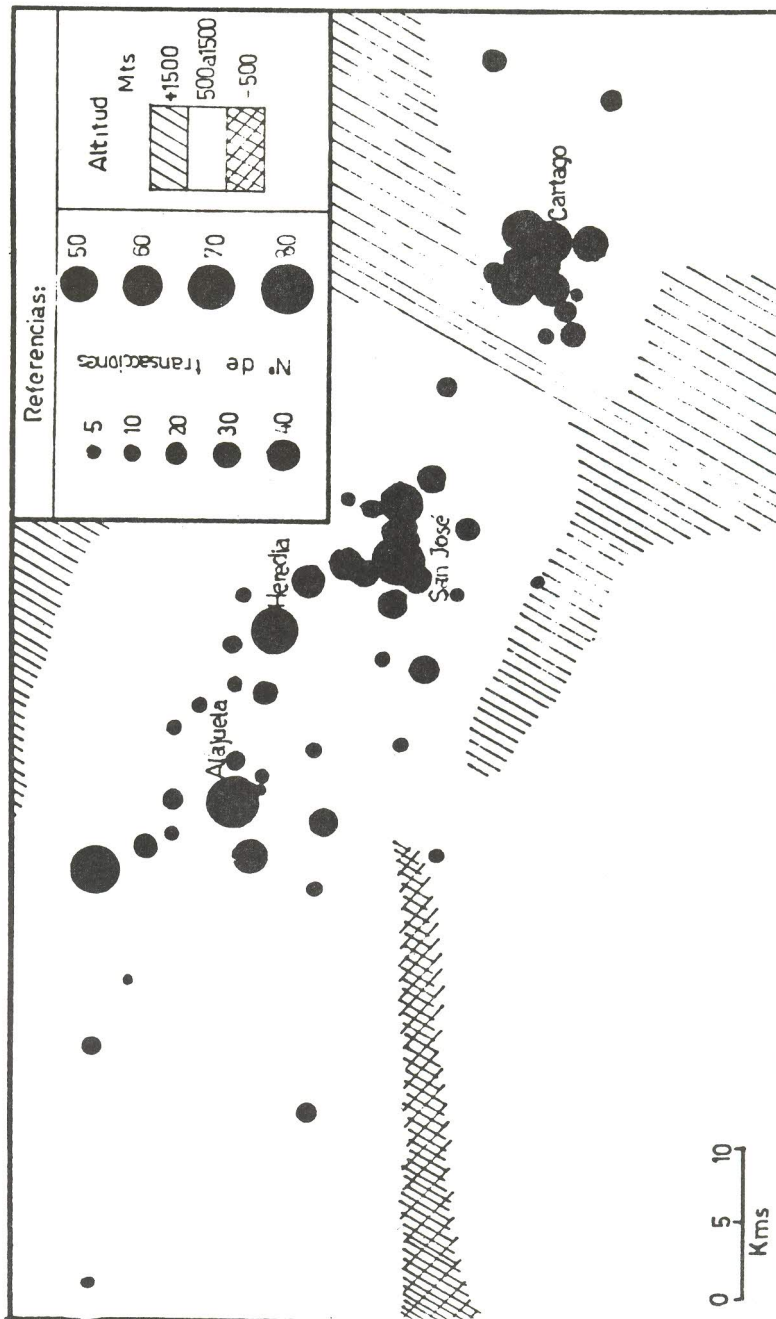 Referencias:
N° de transacciones
5
10
20
30
40
50
60
70
80
Altitud
Mts
+1500
500a1500
-500
Alajuela
Heredia
San José
Cartago
0 5 10
Kms